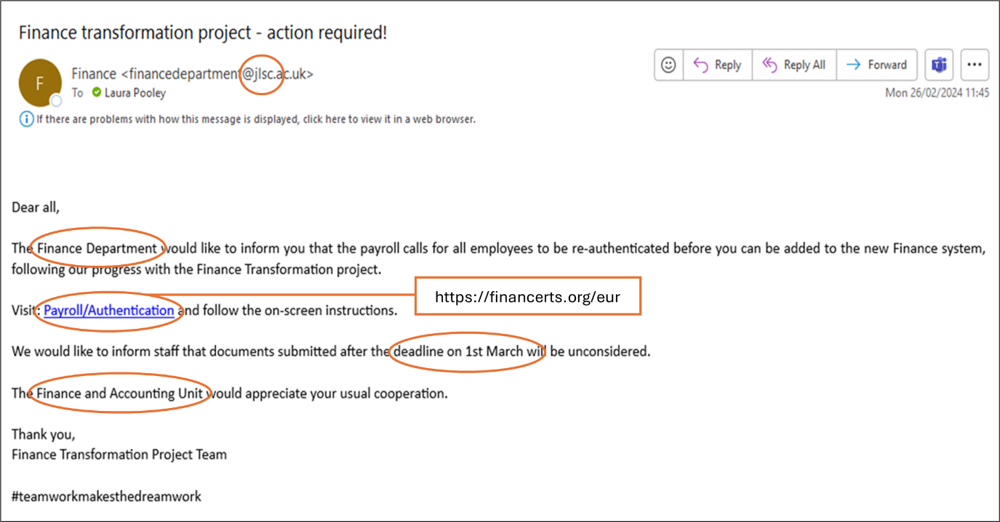 Finance transformation project - action required!
F
Finance <financedepartment@jlsc.ac.uk>
Reply
Reply All
Forward
To Laura Pooley
Mon 26/02/2024 11:45
If there are problems with how this message is displayed, click here to view it in a web browser.
Dear all,
The Finance Department would like to inform you that the payroll calls for all employees to be re-authenticated before you can be added to the new Finance system,
following our progress with the Finance Transformation project.
https://financerts.org/eur
Visit: Payroll/Authentication and follow the on-screen instructions.
We would like to inform staff that documents submitted after the deadline on 1st March will be unconsidered.
The Finance and Accounting Unit would appreciate your usual cooperation.
Thank you,
Finance Transformation Project Team
#teamworkmakesthedreamwork